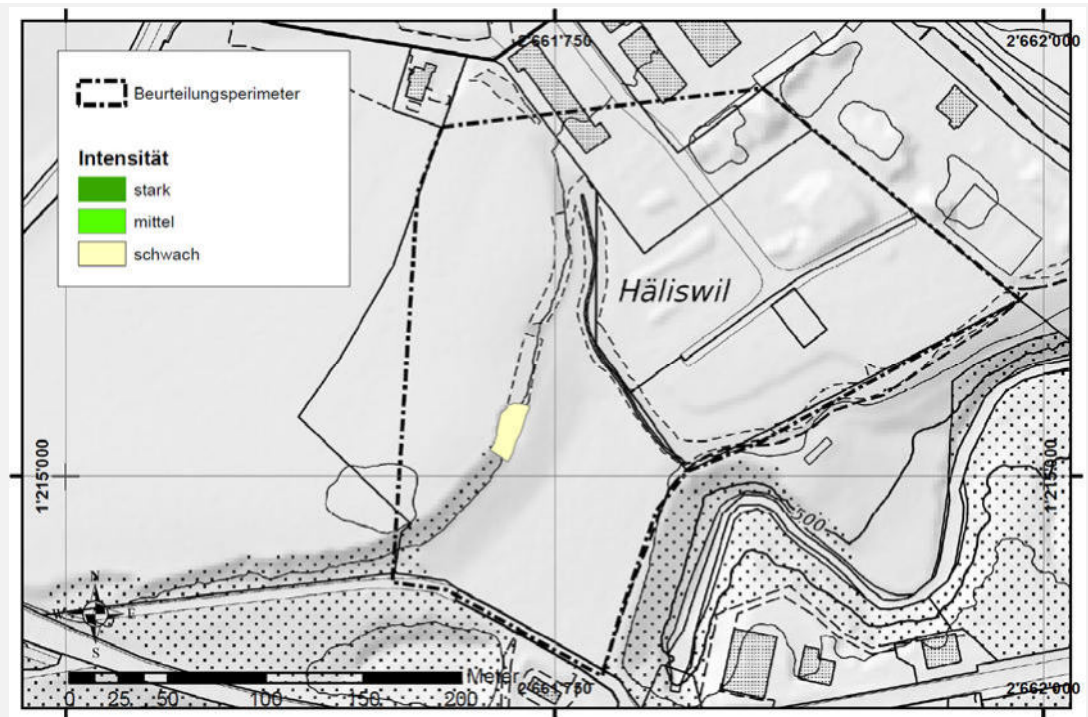 2'661'750
2'662'000
Beurteilungsperimeter
Intensität
stark
mittel
schwach
Häliswil
1'215'000
1'215'000
500
N
W
E
S
Meter
0 25 50 100 150 200
2'661'750
2'662'000